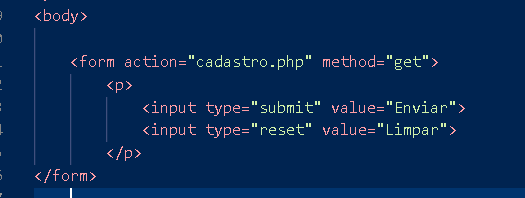 <body>
<form action="cadastro.php" method="get">
<p>
<input type="submit" value="Enviar">
<input type="reset" value="Limpar">
</p>
</form>